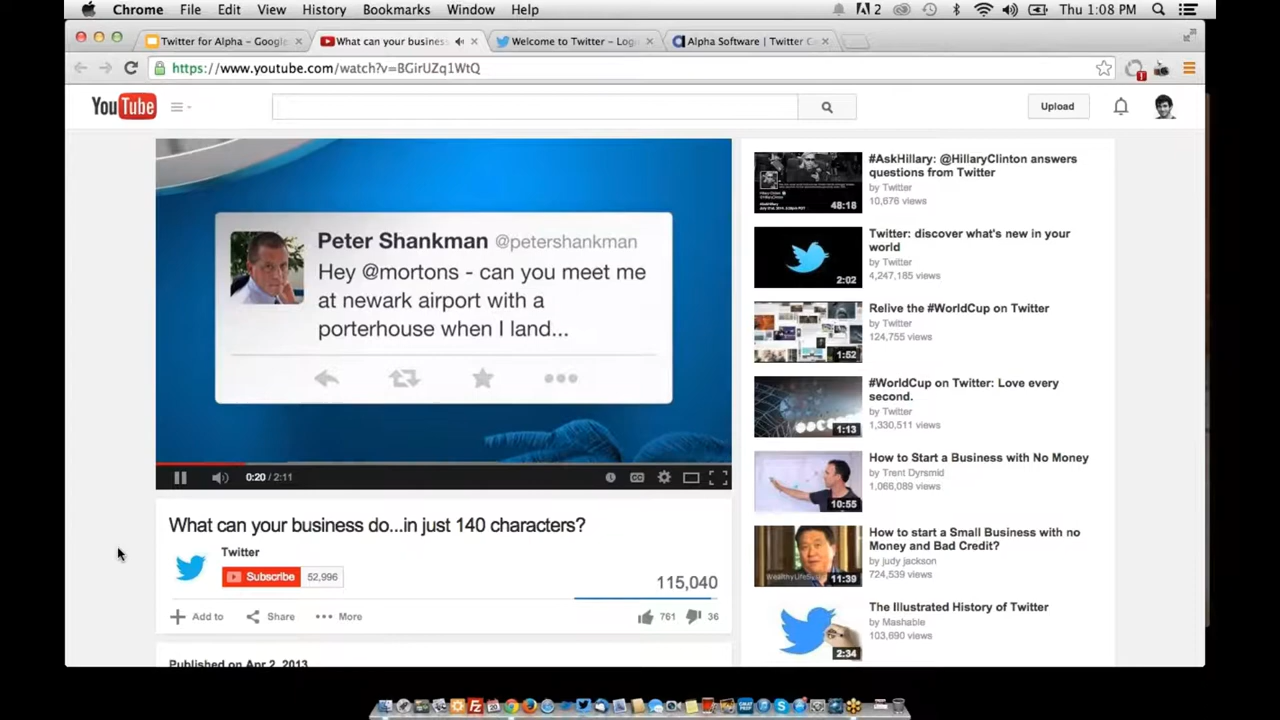 Chrome File Edit View History Bookmarks Window Help
2 Thu 1:08 PM
Twitter for Alpha - Google
What can your business
Welcome to Twitter - Log
Alpha Software | Twitter
https://www.youtube.com/watch?v=BGirUZq1WtQ
YouTube
Upload
Peter Shankman @petershankman
Hey @mortons - can you meet me
at newark airport with a
porterhouse when I land...
0:20 / 2:11
What can your business do...in just 140 characters?
Twitter
Subscribe 52,996
115,040
Add to Share More
761 36
Published on Apr 2, 2013
#AskHillary: @HillaryClinton answers
questions from Twitter
by Twitter
10,676 views
48:18
Twitter: discover what's new in your
world
by Twitter
4,247,185 views
2:02
Relive the #WorldCup on Twitter
by Twitter
124,755 views
1:52
#WorldCup on Twitter: Love every
second.
by Twitter
1,330,511 views
1:13
How to Start a Business with No Money
by Trent Dyrsmid
1,066,089 views
10:55
How to start a Small Business with no
Money and Bad Credit?
by judy jackson
724,539 views
11:39
The Illustrated History of Twitter
by Mashable
103,690 views
2:34